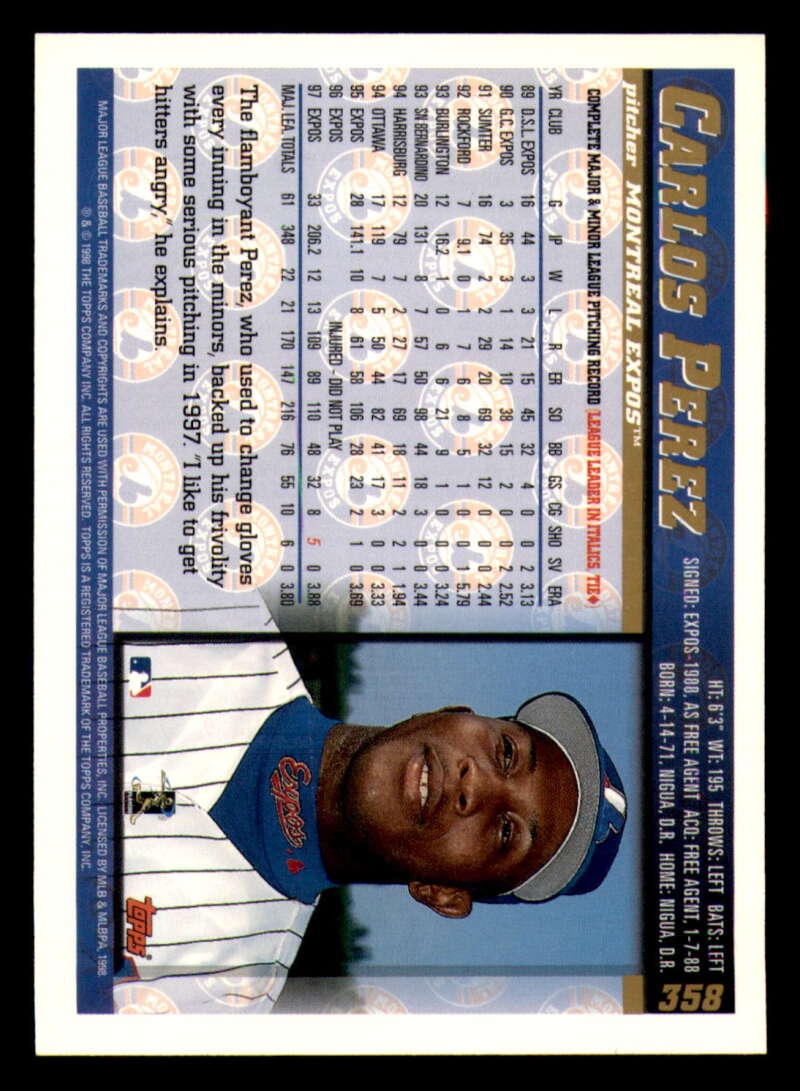 CARLOS PEREZ
HT: 6'3" WT: 195 THROWS: LEFT BATS: LEFT
SIGNED: EXPOS-1988, AS FREE AGENT ACQ: FREE AGENT, 1-7-88
BORN: 4-14-71, NIGUA, D.R. HOME: NIGUA, D.R.
358
pitcher MONTREAL EXPOS™
COMPLETE MAJOR & MINOR LEAGUE PITCHING RECORD (LEAGUE LEADER IN ITALICS, TIE♦)
YR CLUB G IP W L R ER SO BB GS CG SHO SV ERA
89 D.S.L. EXPOS 16 44 3 3 21 15 45 32 4 0 0 2 3.13
90 G.C. EXPOS 3 35 3 1 14 10 38 15 2 0 0 0 2.52
91 SUMTER 16 74 2 2 29 20 69 32 12 0 0 0 2.44
92 ROCKFORD 7 9.1 0 1 7 6 8 5 1 0 0 1 5.79
93 BURLINGTON 12 16.2 1 0 6 6 21 9 1 0 0 0 3.24
93 SN BERNARDNO 20 131 8 7 57 50 98 44 18 3 0 0 3.44
94 HARRISBURG 12 79 7 2 27 17 69 18 11 2 2 1 1.94
94 OTTAWA 17 119 7 5 50 44 82 41 17 3 0 0 3.33
95 EXPOS 28 141.1 10 8 61 58 106 28 23 2 1 0 3.69
96 EXPOS INJURED - DID NOT PLAY
97 EXPOS 33 206.2 12 13 109 89 110 48 32 8 5 0 3.88
MAJ. LEA. TOTALS 61 348 22 21 170 147 216 76 55 10 6 0 3.80
The flamboyant Perez, who used to change gloves
every inning in the minors, backed up his frivolity
with some serious pitching in 1997. "I like to get
hitters angry," he explains.
Expos
topps®
MAJOR LEAGUE BASEBALL TRADEMARKS AND COPYRIGHTS ARE USED WITH PERMISSION OF MAJOR LEAGUE BASEBALL PROPERTIES, INC. LICENSED BY MLB & MLBPA, 1998.
® & © 1998 THE TOPPS COMPANY, INC. ALL RIGHTS RESERVED. TOPPS IS A REGISTERED TRADEMARK OF THE TOPPS COMPANY, INC.